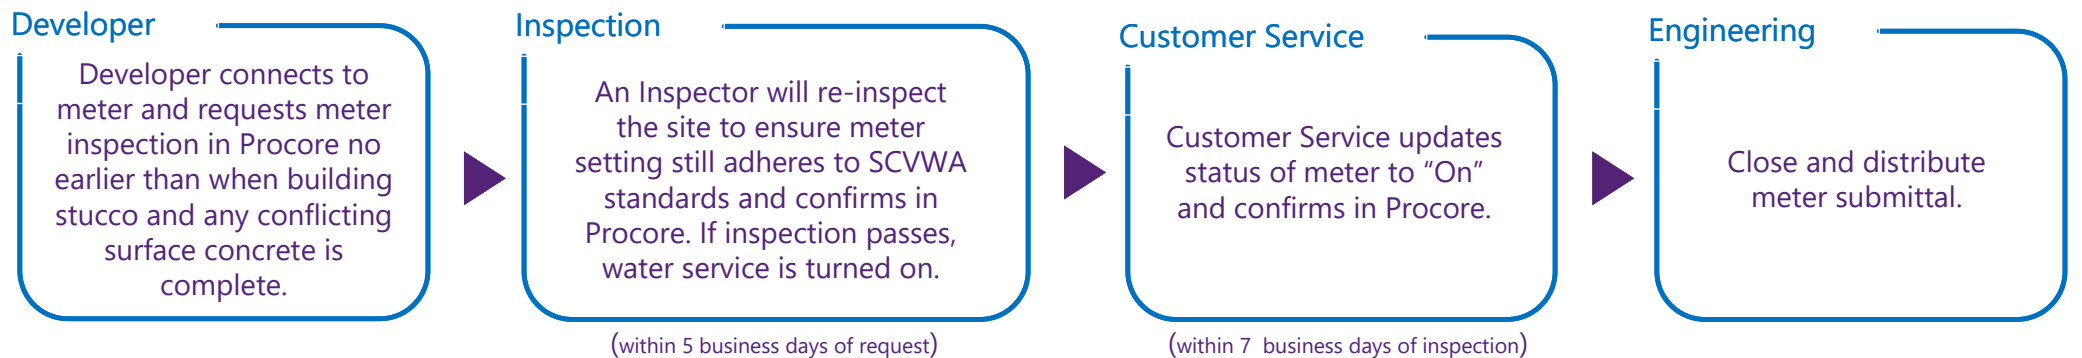 Developer
Developer connects to
meter and requests meter
inspection in Procore no
earlier than when building
stucco and any conflicting
surface concrete is
complete.
Inspection
An Inspector will re-inspect
the site to ensure meter
setting still adheres to SCVWA
standards and confirms in
Procore. If inspection passes,
water service is turned on.
(within 5 business days of request)
Customer Service
Customer Service updates
status of meter to “On”
and confirms in Procore.
(within 7 business days of inspection)
Engineering
Close and distribute
meter submittal.